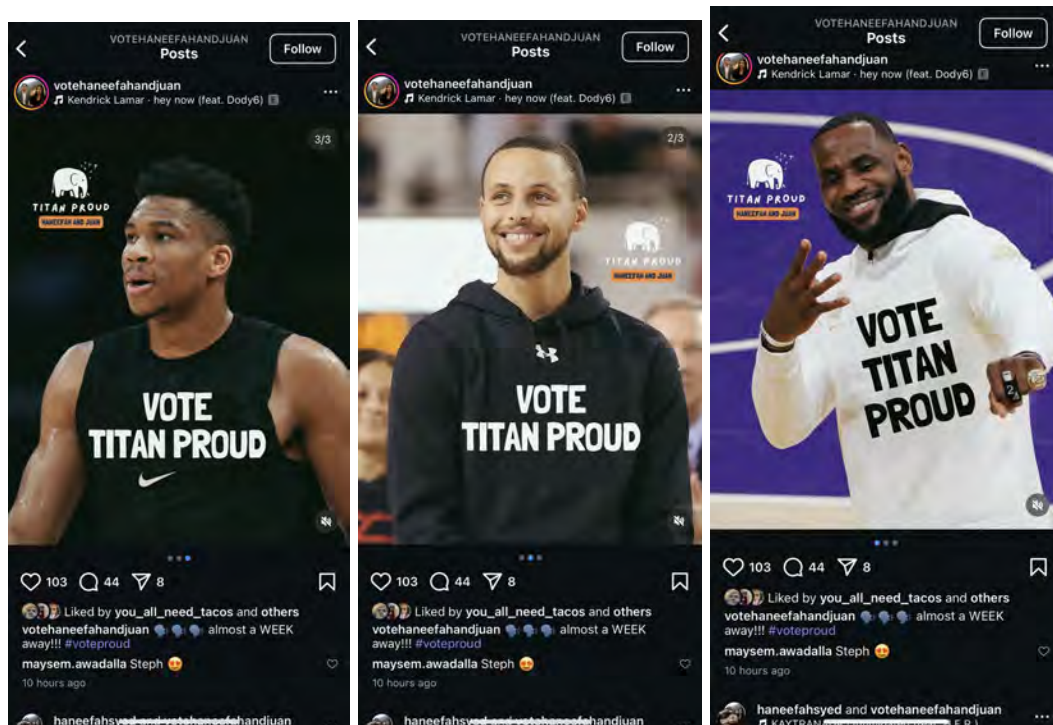 VOTEHANEEFAHANDJUAN
Posts
Follow
votehaneefahandjuan
Kendrick Lamar · hey now (feat. Dody6) E
3/3
TITAN PROUD
HANEEFAH AND JUAN
VOTE
TITAN PROUD
103 44 8
Liked by you_all_need_tacos and others
votehaneefahandjuan 🗣️🗣️🗣️ almost a WEEK
away!!! #voteproud
maysem.awadalla Steph 😍
10 hours ago
haneefahsyed and votehaneefahandjuan
VOTEHANEEFAHANDJUAN
Posts
Follow
votehaneefahandjuan
Kendrick Lamar · hey now (feat. Dody6) E
2/3
TITAN PROUD
HANEEFAH AND JUAN
VOTE
TITAN PROUD
103 44 8
Liked by you_all_need_tacos and others
votehaneefahandjuan 🗣️🗣️🗣️ almost a WEEK
away!!! #voteproud
maysem.awadalla Steph 😍
10 hours ago
haneefahsyed and votehaneefahandjuan
VOTEHANEEFAHANDJUAN
Posts
Follow
votehaneefahandjuan
Kendrick Lamar · hey now (feat. Dody6) E
TITAN PROUD
HANEEFAH AND JUAN
VOTE
TITAN
PROUD
103 44 8
Liked by you_all_need_tacos and others
votehaneefahandjuan 🗣️🗣️🗣️ almost a WEEK
away!!! #voteproud
maysem.awadalla Steph 😍
10 hours ago
haneefahsyed and votehaneefahandjuan